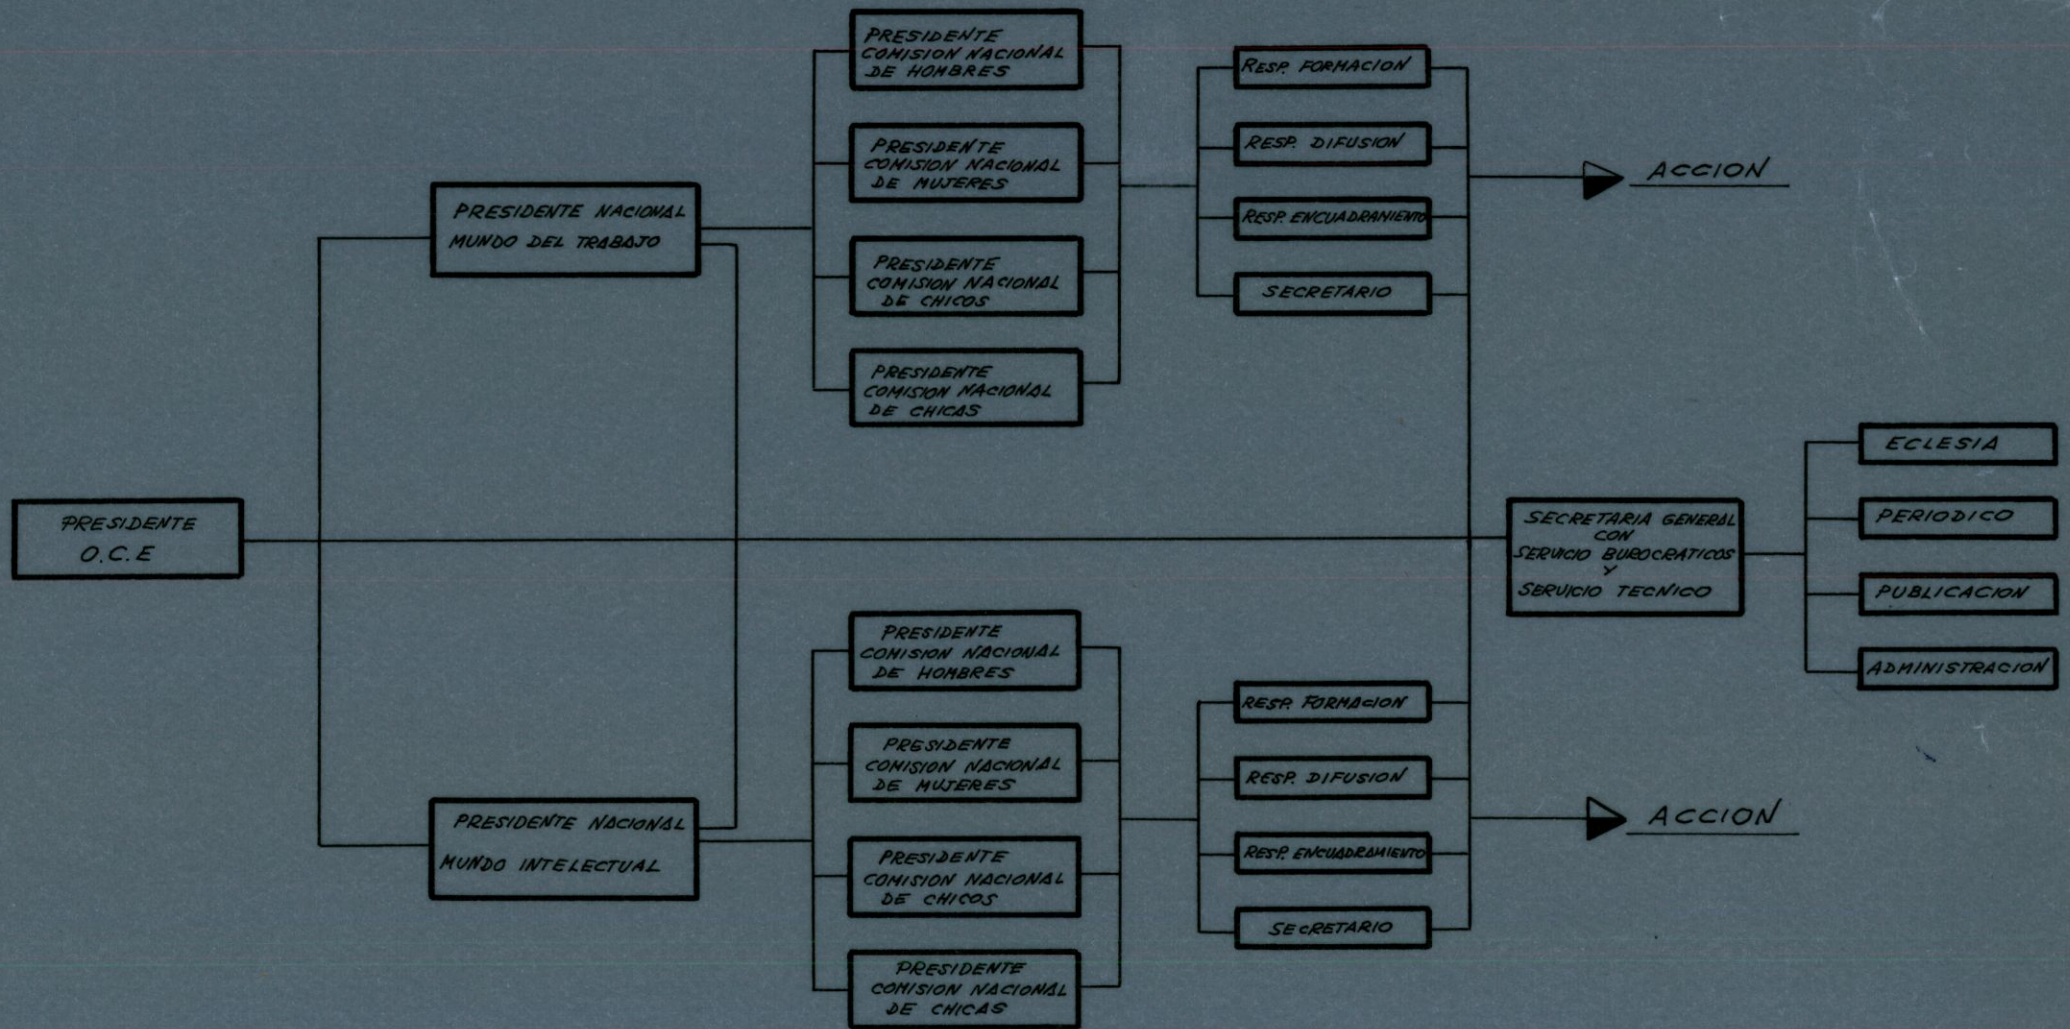 PRESIDENTE
O.C.E
PRESIDENTE NACIONAL
MUNDO DEL TRABAJO
PRESIDENTE NACIONAL
MUNDO INTELECTUAL
PRESIDENTE
COMISION NACIONAL
DE HOMBRES
PRESIDENTE
COMISION NACIONAL
DE MUJERES
PRESIDENTE
COMISION NACIONAL
DE CHICOS
PRESIDENTE
COMISION NACIONAL
DE CHICAS
PRESIDENTE
COMISION NACIONAL
DE HOMBRES
PRESIDENTE
COMISION NACIONAL
DE MUJERES
PRESIDENTE
COMISION NACIONAL
DE CHICOS
PRESIDENTE
COMISION NACIONAL
DE CHICAS
RESP. FORMACION
RESP. DIFUSION
RESP. ENCUADRAMIENTO
SECRETARIO
RESP. FORMACION
RESP. DIFUSION
RESP. ENCUADRAMIENTO
SECRETARIO
ACCION
SECRETARIA GENERAL
CON
SERVICIO BUROCRATICOS
Y
SERVICIO TECNICO
ACCION
ECLESIA
PERIODICO
PUBLICACION
ADMINISTRACION